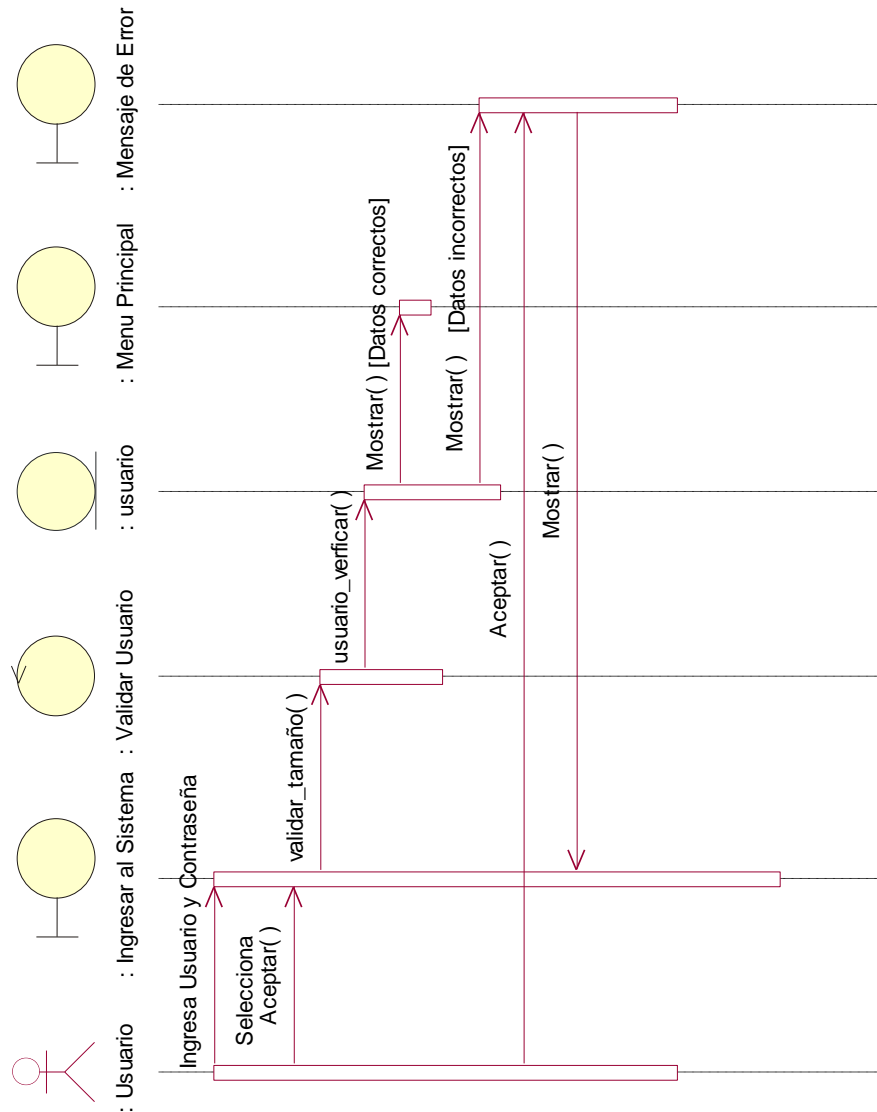 : Usuario
: Ingresar al Sistema
: Validar Usuario
: usuario
: Menu Principal
: Mensaje de Error
Ingresa Usuario y Contraseña
Selecciona
Aceptar( )
validar_tamaño( )
usuario_verficar( )
Mostrar( ) [Datos correctos]
Mostrar( ) [Datos incorrectos]
Aceptar( )
Mostrar( )